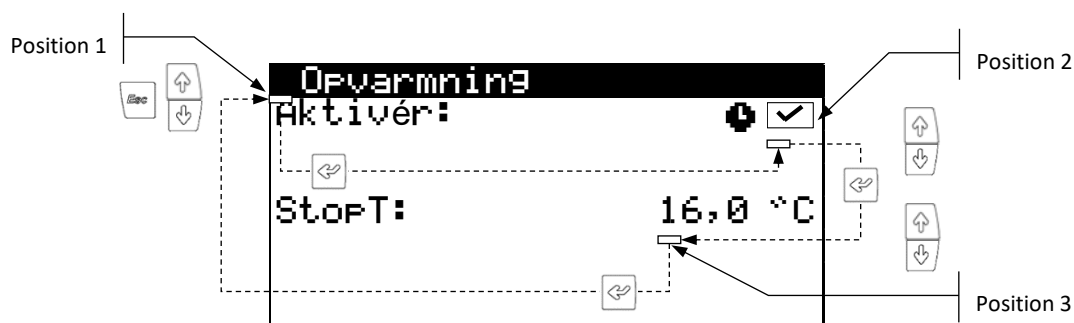 Position 1
Position 2
Esc
Opvarmning
Aktivér:
StopT: 16,0 °C
Position 3